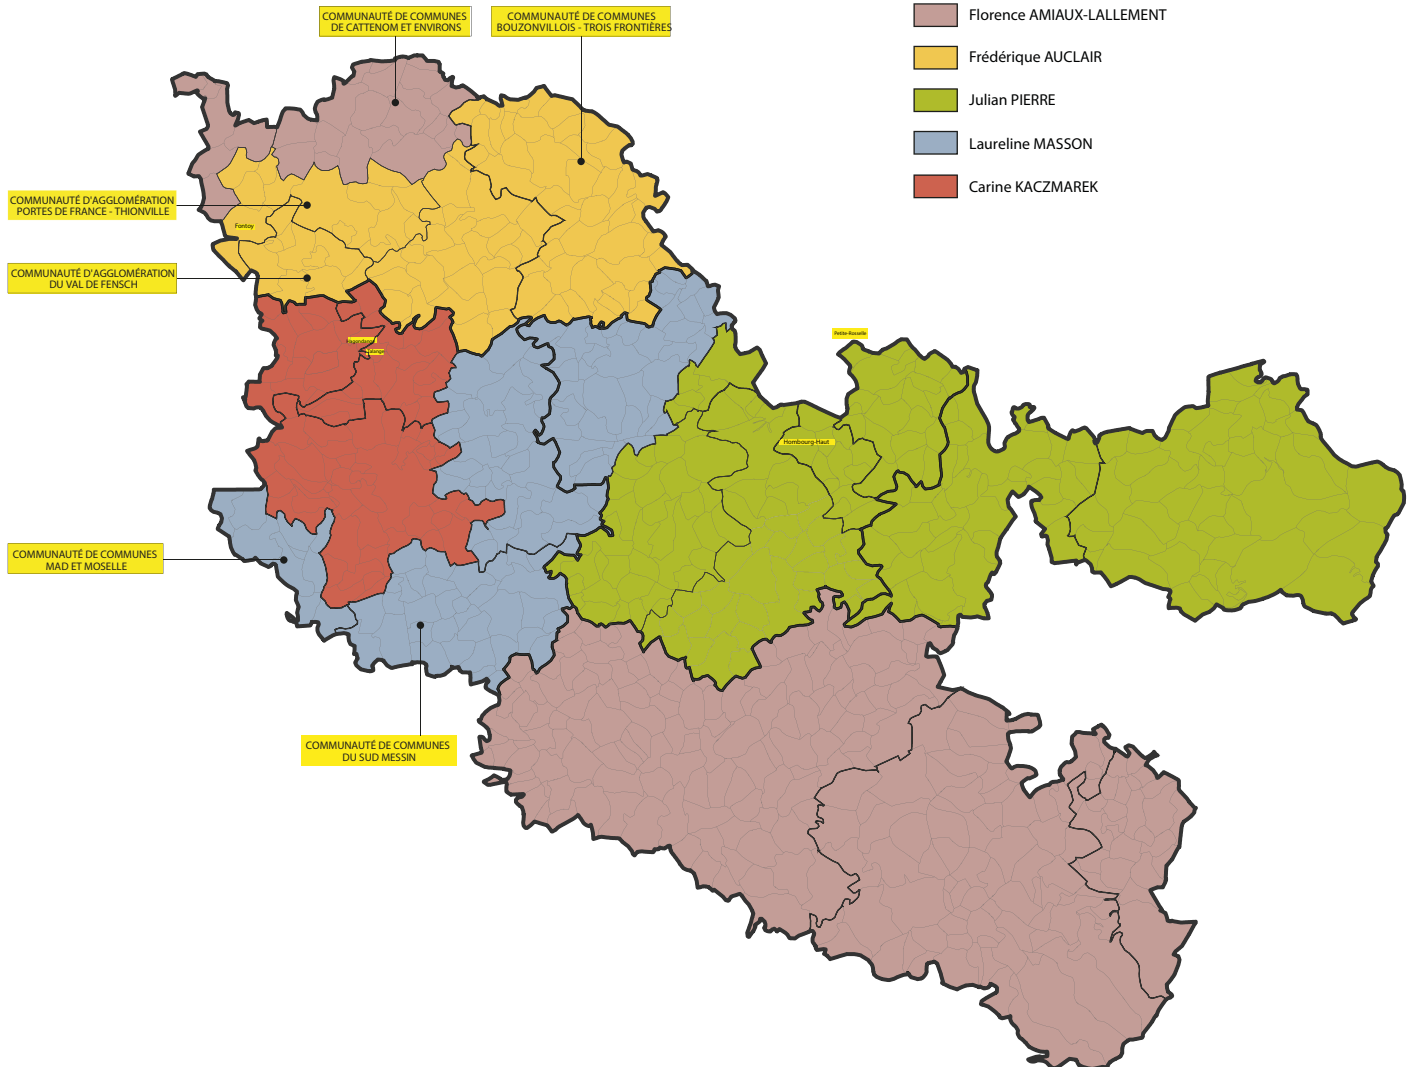 COMMUNAUTÉ DE COMMUNES
DE CATTENOM ET ENVIRONS
COMMUNAUTÉ DE COMMUNES
BOUZONVILLOIS - TROIS FRONTIÈRES
Florence AMIAUX-LALLEMENT
Frédérique AUCLAIR
Julian PIERRE
Laureline MASSON
Carine KACZMAREK
COMMUNAUTÉ D'AGGLOMÉRATION
PORTES DE FRANCE - THIONVILLE
Fontoy
COMMUNAUTÉ D'AGGLOMÉRATION
DU VAL DE FENSCH
Petite-Rosselle
Hombourg-Haut
COMMUNAUTÉ DE COMMUNES
MAD ET MOSELLE
COMMUNAUTÉ DE COMMUNES
DU SUD MESSIN